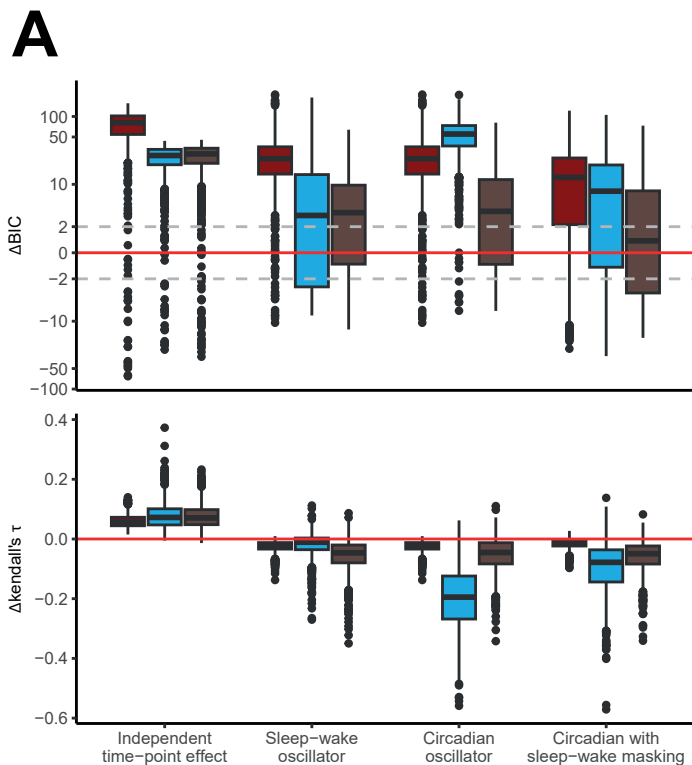 A
ΔBIC
100
50
10
2
0
−2
−10
−50
−100
Δkendall's τ
0.4
0.2
0.0
−0.2
−0.4
−0.6
Independent
time−point effect
Sleep−wake
oscillator
Circadian
oscillator
Circadian with
sleep−wake masking